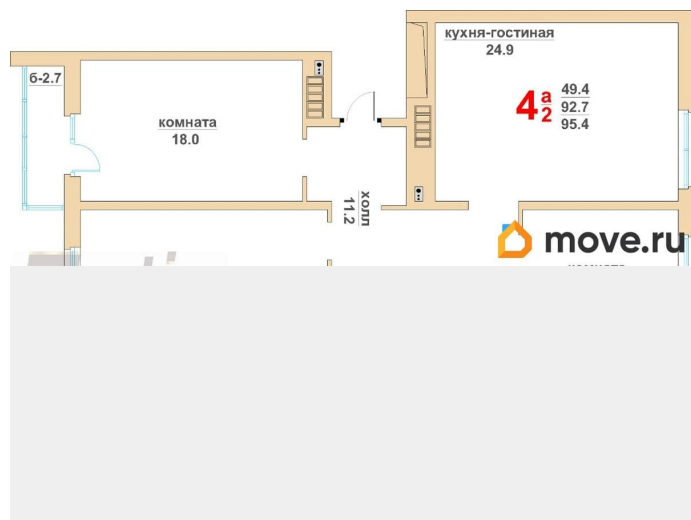 кухня-гостиная
24.9
б-2.7
4 а 2
49.4
92.7
95.4
комната
18.0
холл
11.2
move.ru